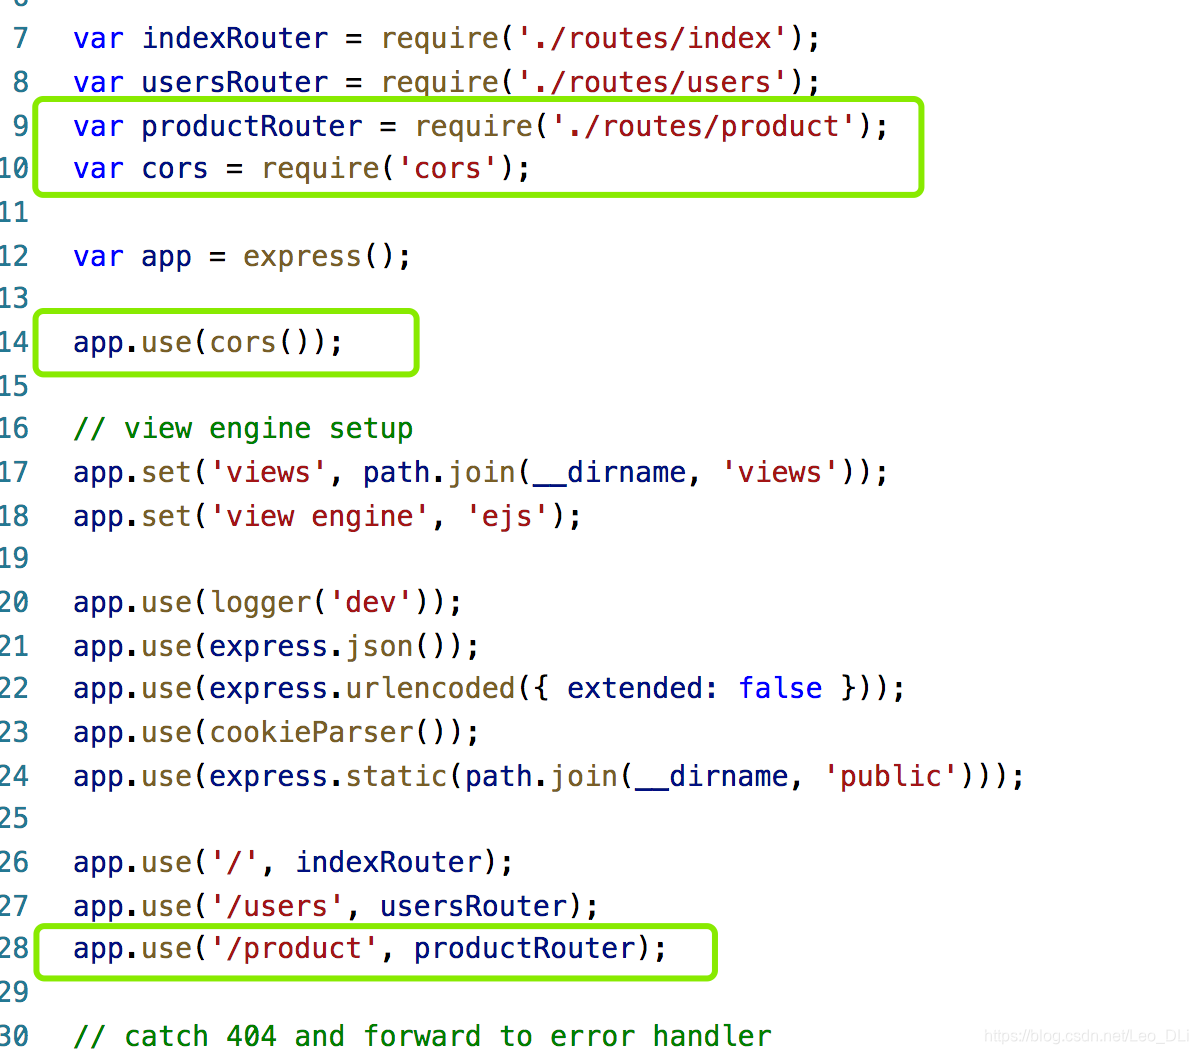 7 var indexRouter = require('./routes/index');
8 var usersRouter = require('./routes/users');
9 var productRouter = require('./routes/product');
10 var cors = require('cors');
11
12 var app = express();
13
14 app.use(cors());
15
16 // view engine setup
17 app.set('views', path.join(__dirname, 'views'));
18 app.set('view engine', 'ejs');
19
20 app.use(logger('dev'));
21 app.use(express.json());
22 app.use(express.urlencoded({ extended: false }));
23 app.use(cookieParser());
24 app.use(express.static(path.join(__dirname, 'public')));
25
26 app.use('/', indexRouter);
27 app.use('/users', usersRouter);
28 app.use('/product', productRouter);
29
30 // catch 404 and forward to error handler
https://blog.csdn.net/Leo_DLi